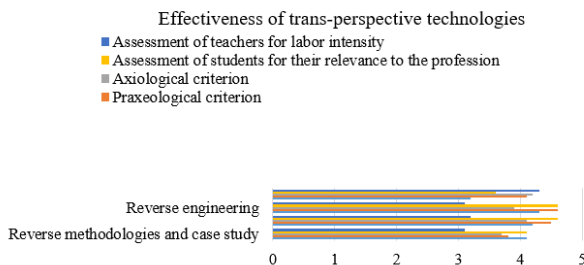 Effectiveness of trans-perspective technologies
Assessment of teachers for labor intensity
Assessment of students for their relevance to the profession
Axiological criterion
Praxeological criterion
Reverse engineering
Reverse methodologies and case study
0 1 2 3 4 5